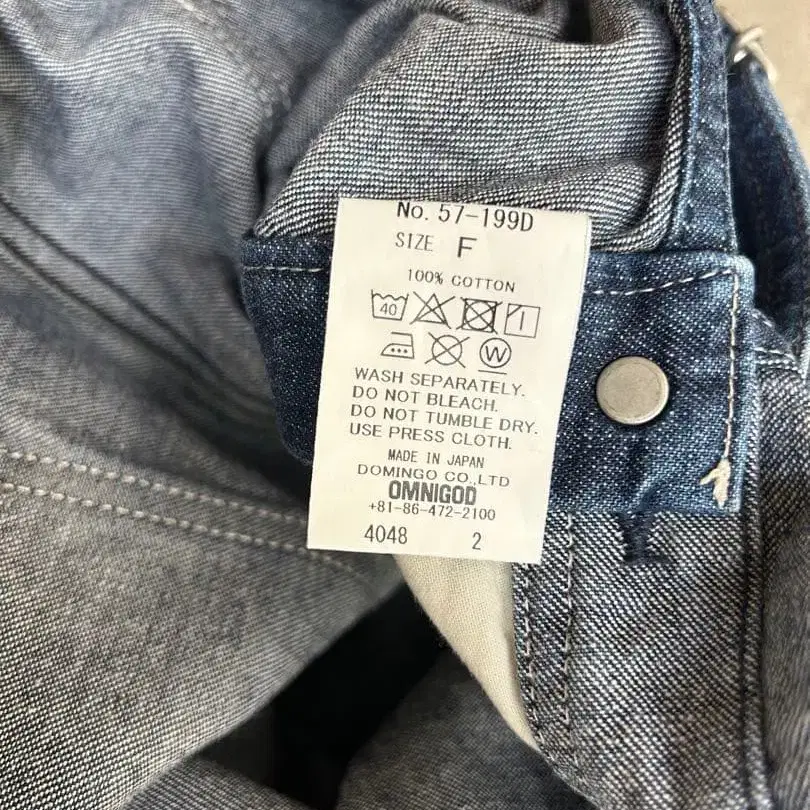 No. 57-199D
SIZE F
100% COTTON
40
W
WASH SEPARATELY.
DO NOT BLEACH.
DO NOT TUMBLE DRY.
USE PRESS CLOTH.
MADE IN JAPAN
DOMINGO CO.,LTD
OMNIGOD
+81-86-472-2100
4048 2